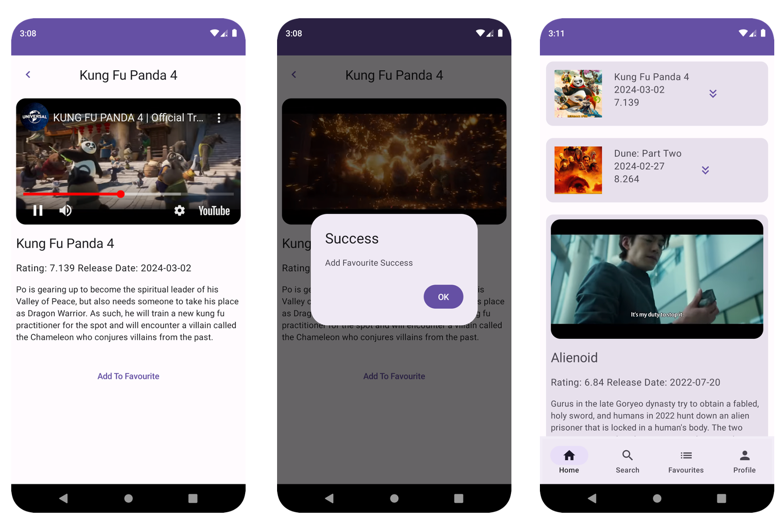 3:08
Kung Fu Panda 4
UNIVERSAL
KUNG FU PANDA 4 | Official Tr...
YouTube
Kung Fu Panda 4
Rating: 7.139 Release Date: 2024-03-02
Po is gearing up to become the spiritual leader of his
Valley of Peace, but also needs someone to take his place
as Dragon Warrior. As such, he will train a new kung fu
practitioner for the spot and will encounter a villain called
the Chameleon who conjures villains from the past.
Add To Favourite
3:08
Kung Fu Panda 4
Kung
Success
Add Favourite Success
OK
Rating
Po is ge
is
Valley o
s place
as Drag
g fu
practitioner for the spot and will encounter a villain called
the Chameleon who conjures villains from the past.
Add To Favourite
3:11
Kung Fu Panda 4
2024-03-02
7.139
Dune: Part Two
2024-02-27
8.264
It's my duty to stop it.
Alienoid
Rating: 6.84 Release Date: 2022-07-20
Gurus in the late Goryeo dynasty try to obtain a fabled,
holy sword, and humans in 2022 hunt down an alien
prisoner that is locked in a human's body. The two
Home
Search
Favourites
Profile